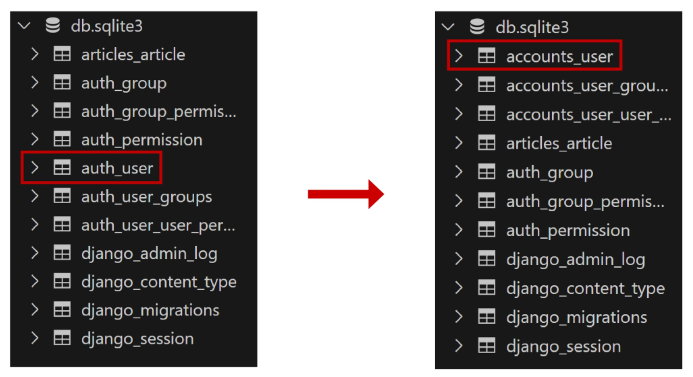 db.sqlite3
articles_article
auth_group
auth_group_permis...
auth_permission
auth_user
auth_user_groups
auth_user_user_per...
django_admin_log
django_content_type
django_migrations
django_session
db.sqlite3
accounts_user
accounts_user_grou...
accounts_user_user_...
articles_article
auth_group
auth_group_permis...
auth_permission
django_admin_log
django_content_type
django_migrations
django_session